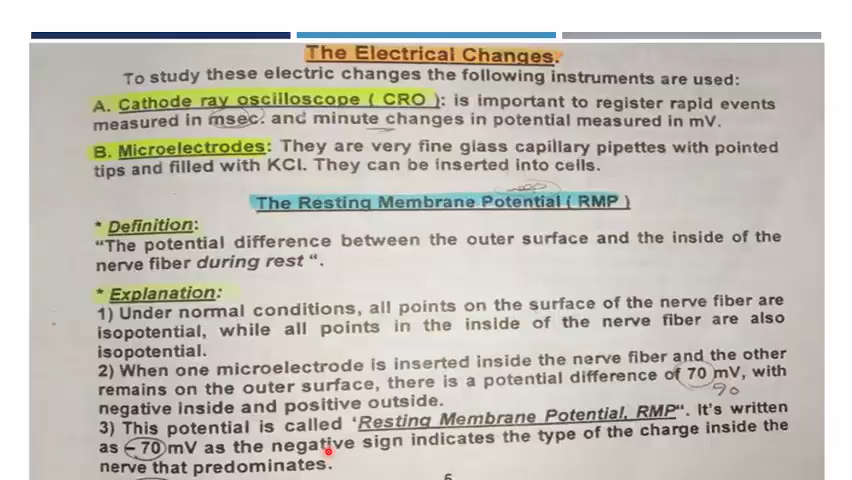 The Electrical Changes.
To study these electric changes the following instruments are used:
A. Cathode ray oscilloscope ( CRO ): is important to register rapid events
measured in msec. and minute changes in potential measured in mV.
B. Microelectrodes: They are very fine glass capillary pipettes with pointed
tips and filled with KCl. They can be inserted into cells.
The Resting Membrane Potential ( RMP )
* Definition:
“The potential difference between the outer surface and the inside of the
nerve fiber during rest “.
* Explanation:
1) Under normal conditions, all points on the surface of the nerve fiber are
isopotential, while all points in the inside of the nerve fiber are also
isopotential.
2) When one microelectrode is inserted inside the nerve fiber and the other
remains on the outer surface, there is a potential difference of 70 mV, with
90
negative inside and positive outside.
3) This potential is called ‘Resting Membrane Potential, RMP“. It's written
as – 70 mV as the negative sign indicates the type of the charge inside the
nerve that predominates.